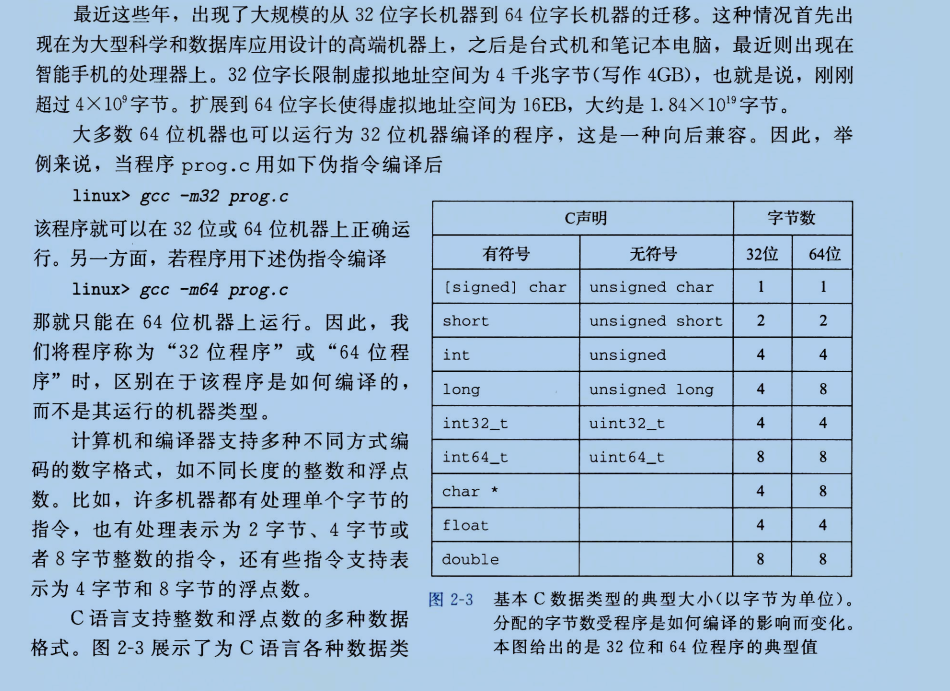 最近这些年，出现了大规模的从 32 位字长机器到 64 位字长机器的迁移。这种情况首先出
现在为大型科学和数据库应用设计的高端机器上，之后是台式机和笔记本电脑，最近则出现在
智能手机的处理器上。32 位字长限制虚拟地址空间为 4 千兆字节(写作 4GB)，也就是说，刚刚
超过 4×10⁹ 字节。扩展到 64 位字长使得虚拟地址空间为 16EB，大约是 1.84×10¹⁹ 字节。
大多数 64 位机器也可以运行为 32 位机器编译的程序，这是一种向后兼容。因此，举
例来说，当程序 prog.c 用如下伪指令编译后
linux> gcc -m32 prog.c
该程序就可以在 32 位或 64 位机器上正确运
行。另一方面，若程序用下述伪指令编译
linux> gcc -m64 prog.c
那就只能在 64 位机器上运行。因此，我
们将程序称为“32 位程序”或“64 位程
序”时，区别在于该程序是如何编译的，
而不是其运行的机器类型。
计算机和编译器支持多种不同方式编
码的数字格式，如不同长度的整数和浮点
数。比如，许多机器都有处理单个字节的
指令，也有处理表示为 2 字节、4 字节或
者 8 字节整数的指令，还有些指令支持表
示为 4 字节和 8 字节的浮点数。
C 语言支持整数和浮点数的多种数据
格式。图 2-3 展示了为 C 语言各种数据类
C声明 字节数
有符号 无符号 32位 64位
[signed] char unsigned char 1 1
short unsigned short 2 2
int unsigned 4 4
long unsigned long 4 8
int32_t uint32_t 4 4
int64_t uint64_t 8 8
char * 4 8
float 4 4
double 8 8
图 2-3 基本 C 数据类型的典型大小(以字节为单位)。
分配的字节数受程序是如何编译的影响而变化。
本图给出的是 32 位和 64 位程序的典型值